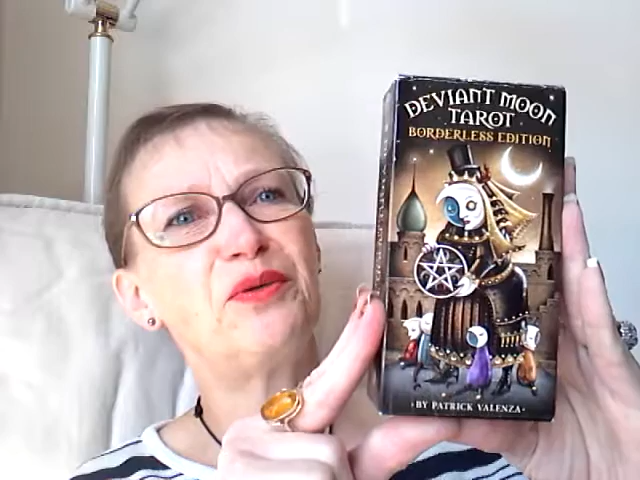 DEVIANT MOON
TAROT
BORDERLESS EDITION
·BY PATRICK VALENZA·